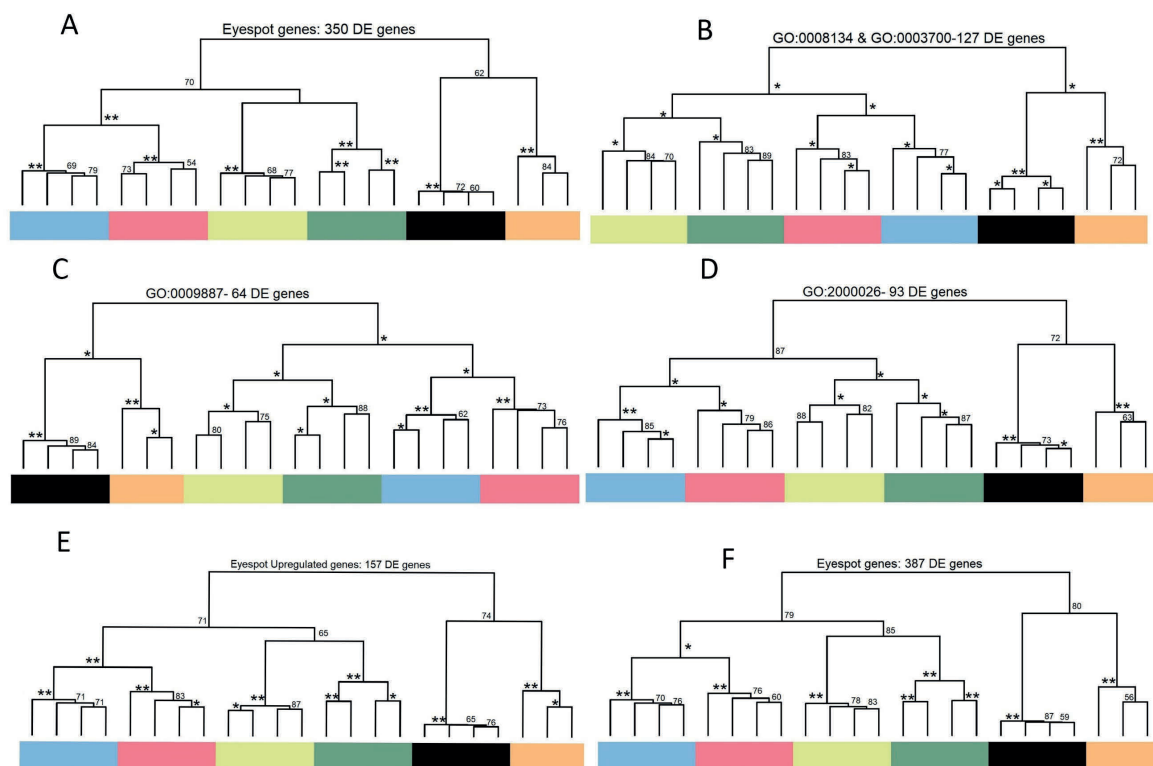 A
Eyespot genes: 350 DE genes
62
70
**
** 69 79
73 ** 54
** 68 77
**
** **
** 72 60
**
84
B
GO:0008134 & GO:0003700-127 DE genes
* *
* *
* 84 70
* 83 89
* 83 *
* 77 *
** * *
**
72
C
GO:0009887- 64 DE genes
* *
* *
** 89 84
** *
* 80 75
* * 88
** * 62
** 73 76
D
GO:2000026- 93 DE genes
87 72
* *
** 85 *
* 79 86
88 * 82
* * 87
** 73 *
**
63
E
Eyespot Upregulated genes: 157 DE genes
71 74
65
**
** 71 71
** 83 *
* ** 87
** ** *
** 65 76
** *
F
Eyespot genes: 387 DE genes
79 80
* 85
** 70 76
** 76 60
** 78 83
** ** **
** 87 59
**
56